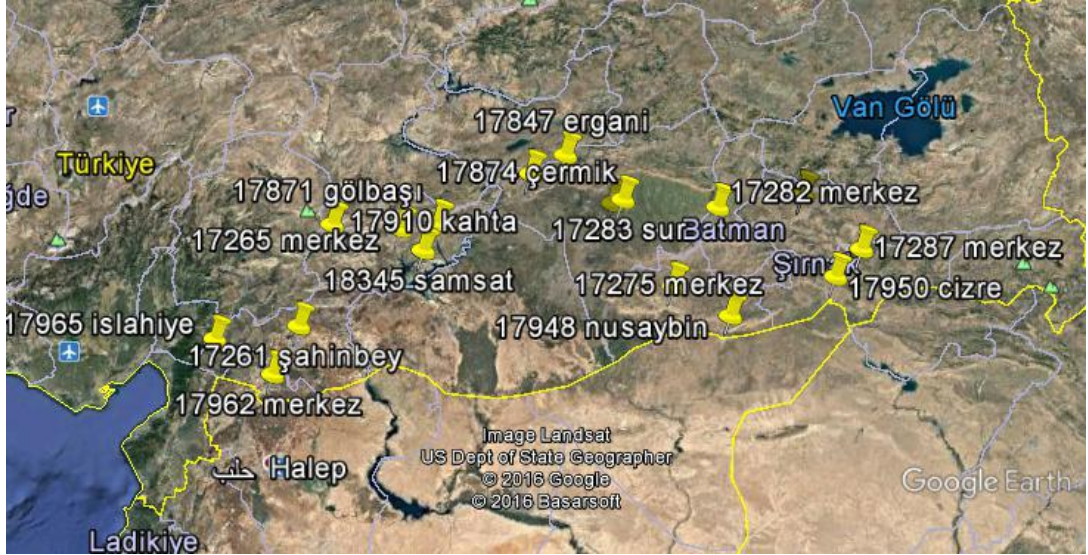 17847 ergani
Van Gölü
Türkiye
17874 çermik
17871 gölbaşı
17282 merkez
ğde
17910 kahta
17265 merkez
17283 sur
Batman
17287 merkez
Şırnak
18345 samsat
17275 merkez
17950 cizre
17965 islahiye
17948 nusaybin
17261 şahinbey
17962 merkez
Image Landsat
US Dept of State Geographer
© 2016 Google
© 2016 Basarsoft
حلب Halep
Google Earth
Ladikiye